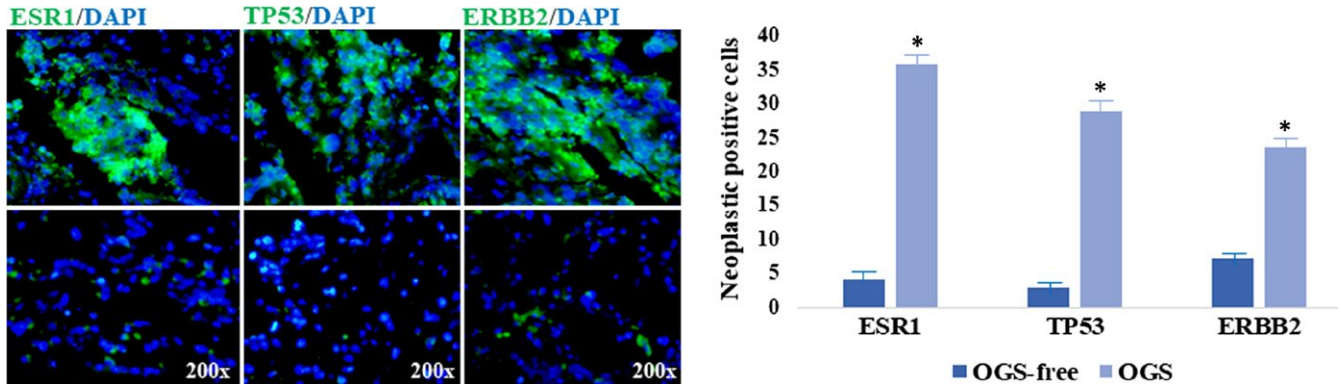 ESR1/DAPI TP53/DAPI ERBB2/DAPI
200x 200x 200x
Neoplastic positive cells
40
35
30
25
20
15
10
5
0
* * *
ESR1 TP53 ERBB2
OGS-free OGS